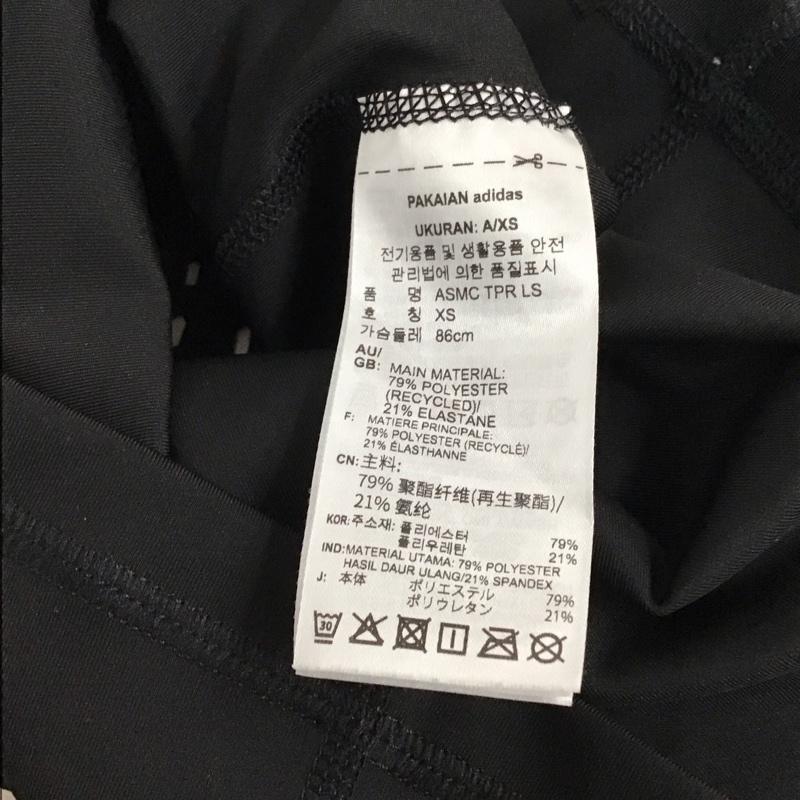 PAKAIAN adidas
UKURAN: A/XS
전기용품 및 생활용품 안전
관리법에 의한 품질표시
품 명 ASMC TPR LS
호 칭 XS
가슴둘레 86cm
AU/
GB: MAIN MATERIAL:
79% POLYESTER
(RECYCLED)/
21% ELASTANE
F: MATIERE PRINCIPALE:
79% POLYESTER (RECYCLÉ)/
21% ÉLASTHANNE
CN: 主料:
79% 聚酯纤维(再生聚酯)/
21% 氨纶
KOR: 주소재: 폴리에스터 79%
폴리우레탄 21%
IND: MATERIAL UTAMA: 79% POLYESTER
HASIL DAUR ULANG/21% SPANDEX
J: 本体 ポリエステル 79%
ポリウレタン 21%
30